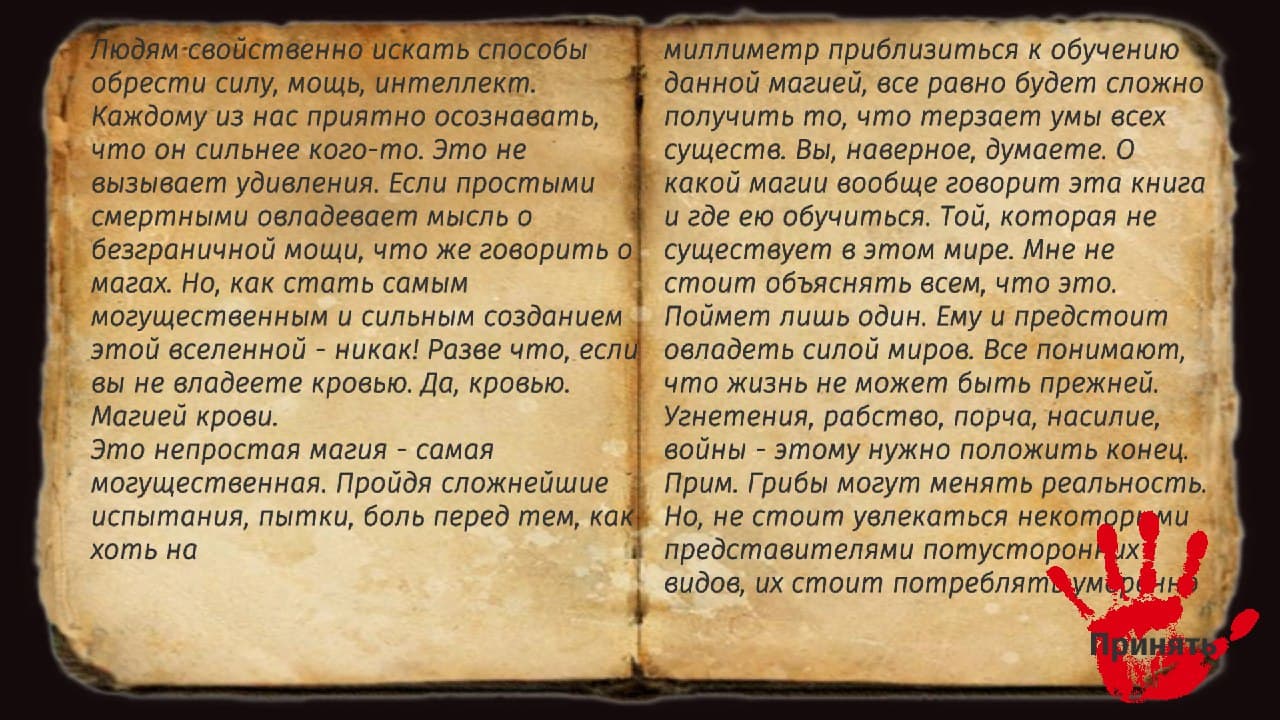 Людям свойственно искать способы
обрести силу, мощь, интеллект.
Каждому из нас приятно осознавать,
что он сильнее кого-то. Это не
вызывает удивления. Если простыми
смертными овладевает мысль о
безграничной мощи, что же говорить о
магах. Но, как стать самым
могущественным и сильным созданием
этой вселенной - никак! Разве что, если
вы не владеете кровью. Да, кровью.
Магией крови.
Это непростая магия - самая
могущественная. Пройдя сложнейшие
испытания, пытки, боль перед тем, как
хоть на
миллиметр приблизиться к обучению
данной магией, все равно будет сложно
получить то, что терзает умы всех
существ. Вы, наверное, думаете. О
какой магии вообще говорит эта книга
и где ею обучиться. Той, которая не
существует в этом мире. Мне не
стоит объяснять всем, что это.
Поймет лишь один. Ему и предстоит
овладеть силой миров. Все понимают,
что жизнь не может быть прежней.
Угнетения, рабство, порча, насилие,
войны - этому нужно положить конец.
Прим. Грибы могут менять реальность.
Но, не стоит увлекаться некоторыми
представителями потусторонних
видов, их стоит потреблять умеренно
Принять